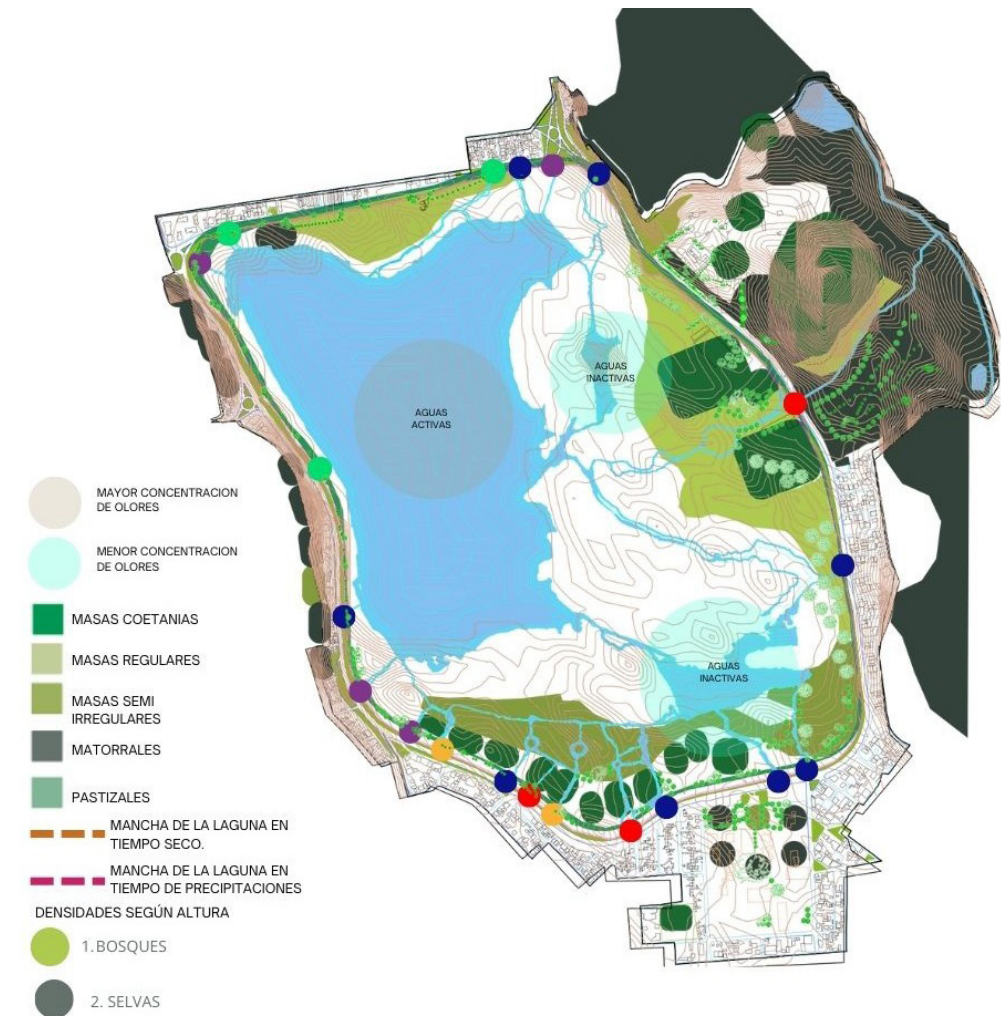 AGUAS
INACTIVAS
AGUAS
ACTIVAS
AGUAS
INACTIVAS
MAYOR CONCENTRACION
DE OLORES
MENOR CONCENTRACION
DE OLORES
MASAS COETANIAS
MASAS REGULARES
MASAS SEMI
IRREGULARES
MATORRALES
PASTIZALES
MANCHA DE LA LAGUNA EN
TIEMPO SECO.
MANCHA DE LA LAGUNA EN
TIEMPO DE PRECIPITACIONES
DENSIDADES SEGÚN ALTURA
1.BOSQUES
2. SELVAS